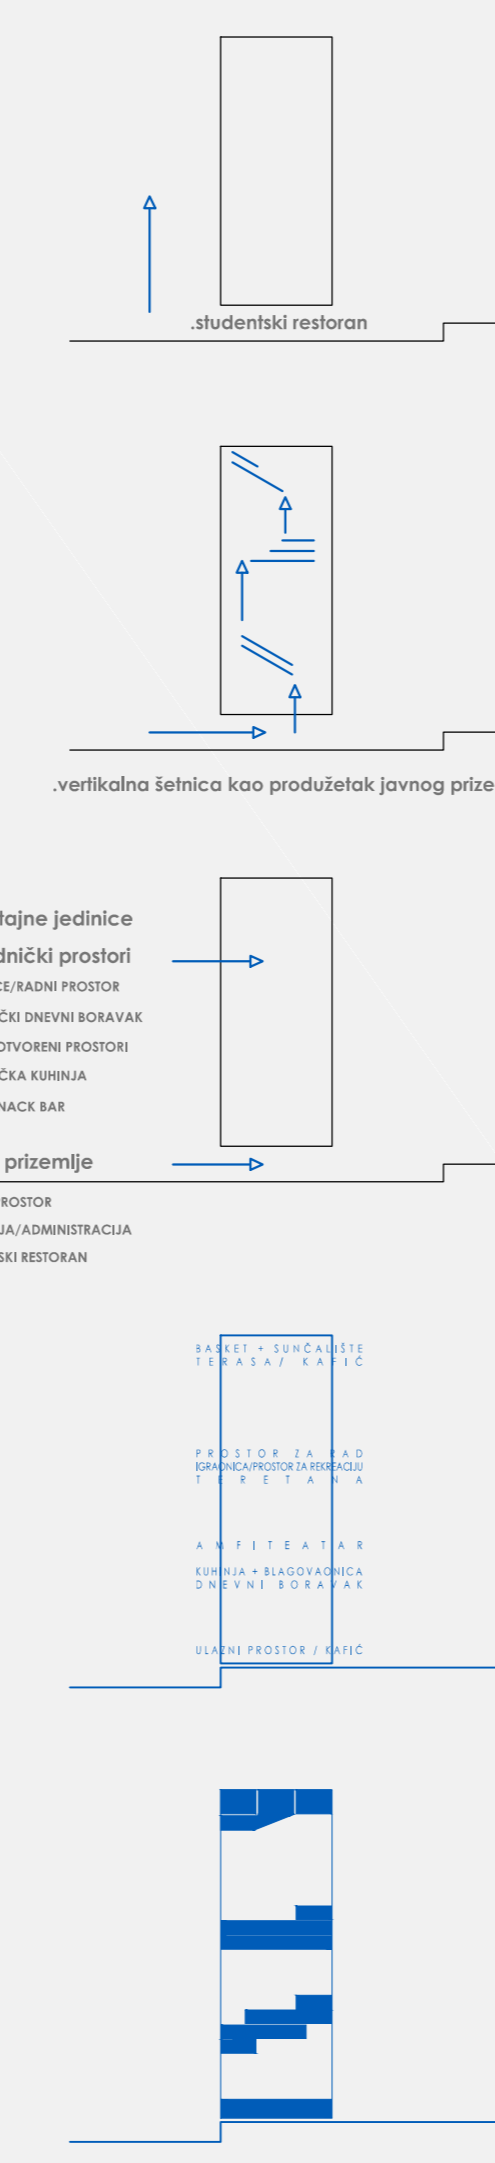 .studentski restoran
.vertikalna šetnica kao produžetak javnog prize
tajne jedinice
dnički prostori
CE/RADNI PROSTOR
ČKI DNEVNI BORAVAK
OTVORENI PROSTORI
ČKA KUHINJA
NACK BAR
prizemlje
PROSTOR
JA/ADMINISTRACIJA
SKI RESTORAN
BASKET + SUNČALIŠTE
TERASA/ KAFIĆ
PROSTOR ZA RAD
IGRAONICA/PROSTOR ZA REKREACIJU
TERETANA
AMFITEATAR
KUHINJA + BLAGOVAONICA
DNEVNI BORAVAK
ULAZNI PROSTOR / KAFIĆ